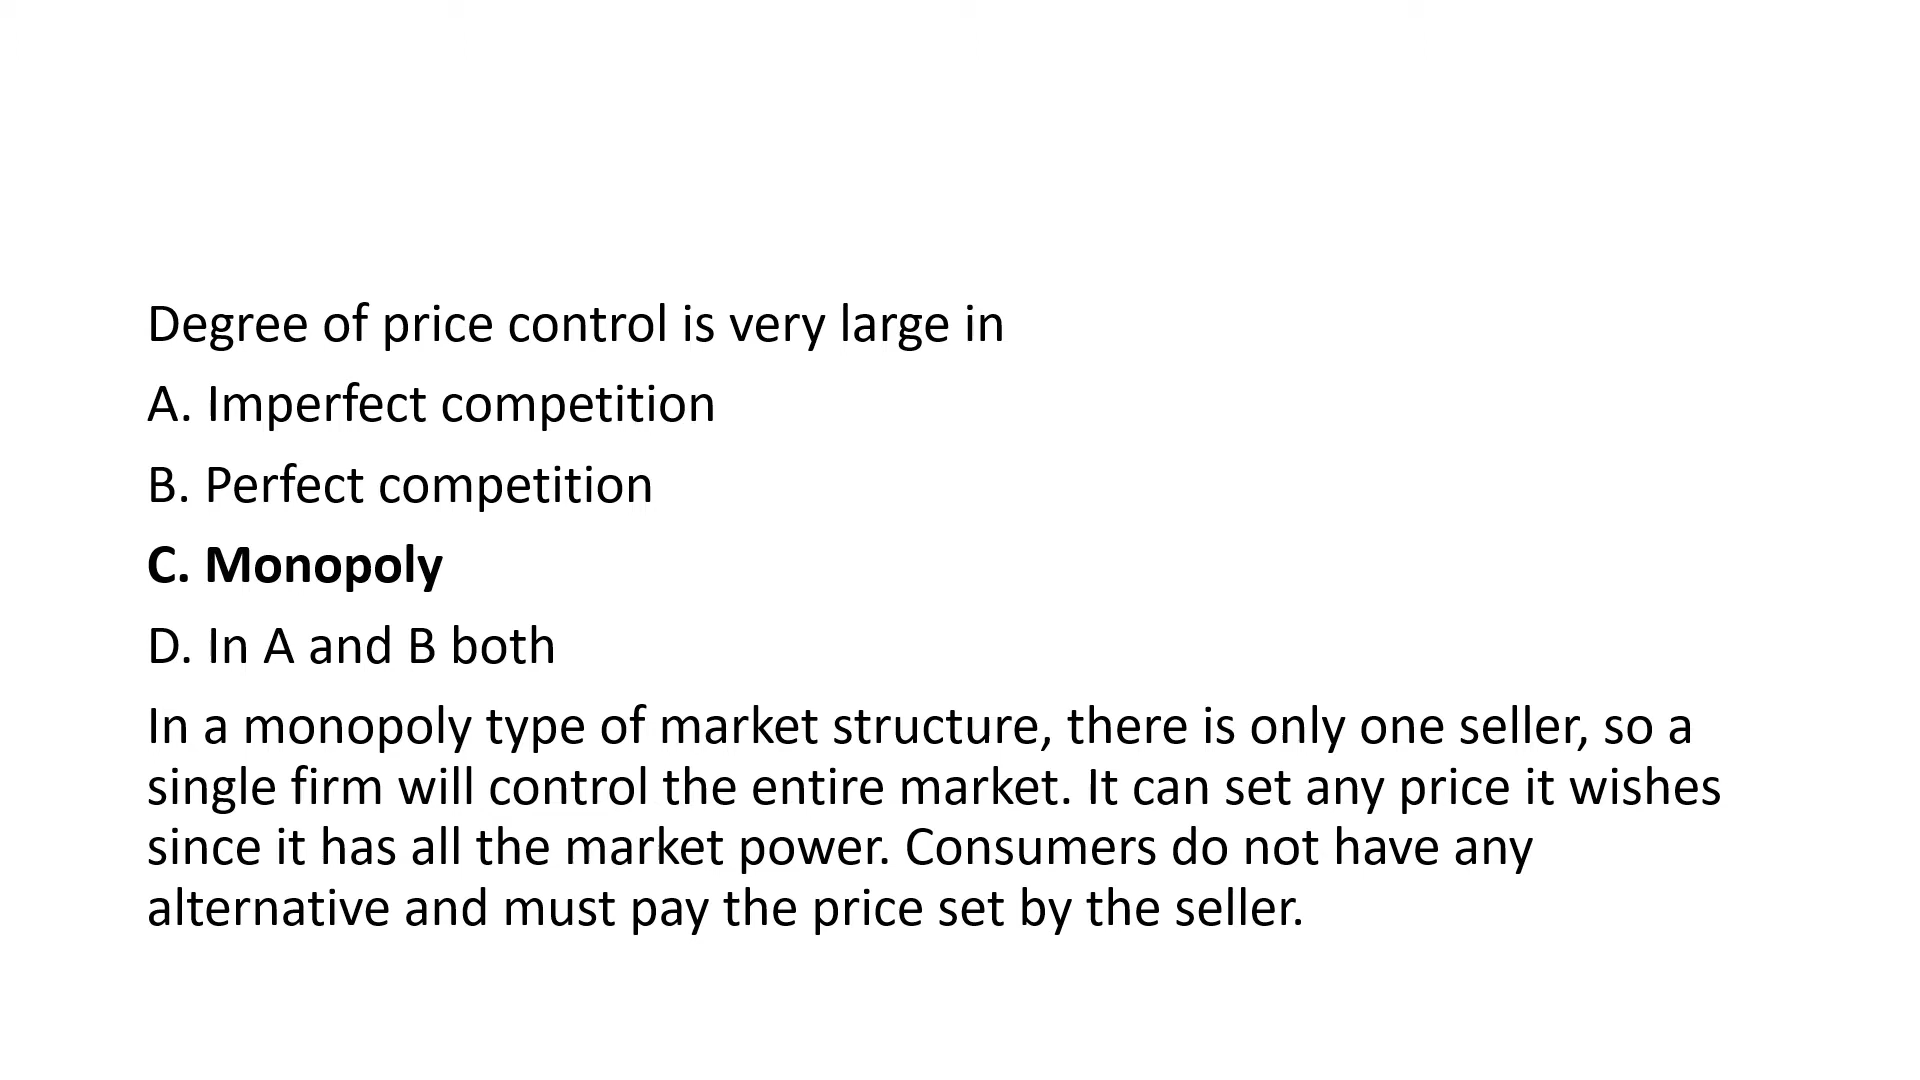 Degree of price control is very large in
A. Imperfect competition
B. Perfect competition
C. Monopoly
D. In A and B both
In a monopoly type of market structure, there is only one seller, so a
single firm will control the entire market. It can set any price it wishes
since it has all the market power. Consumers do not have any
alternative and must pay the price set by the seller.